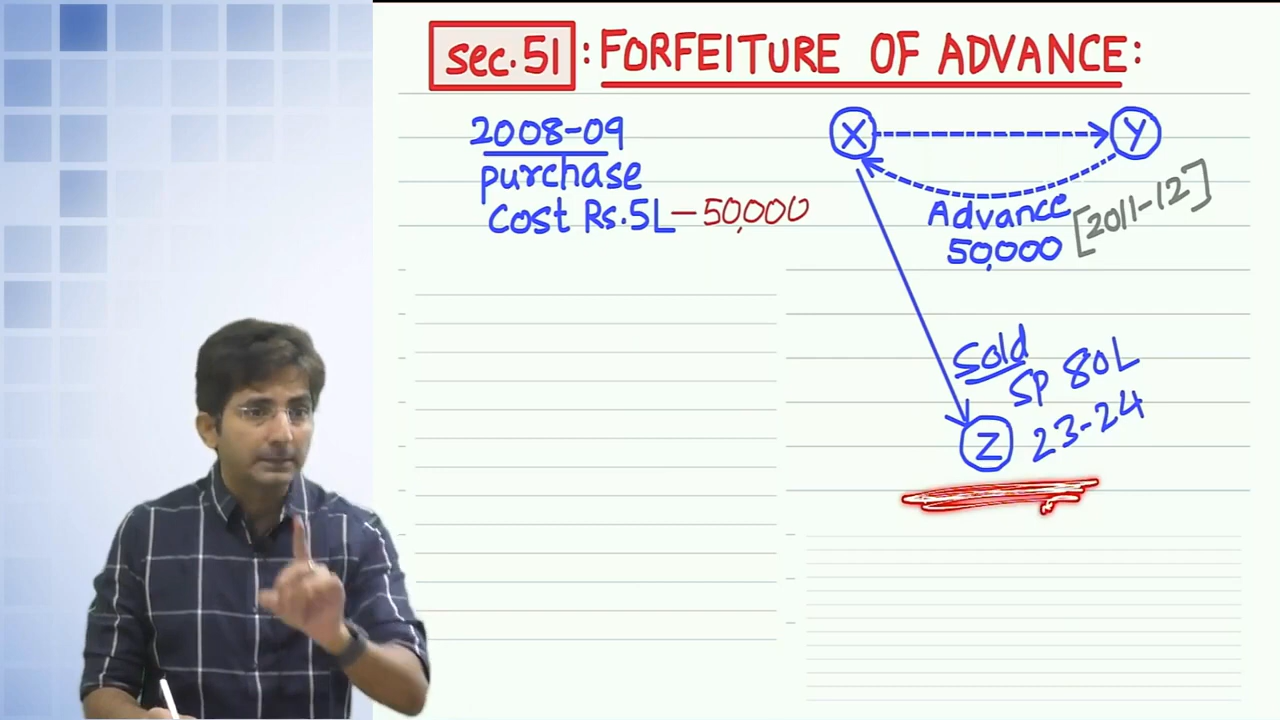 sec.51 : FORFEITURE OF ADVANCE:
2008-09
purchase
Cost Rs.5L - 50,000
X
Y
Advance
50,000
[2011-12]
Sold
SP 80L
23-24
Z